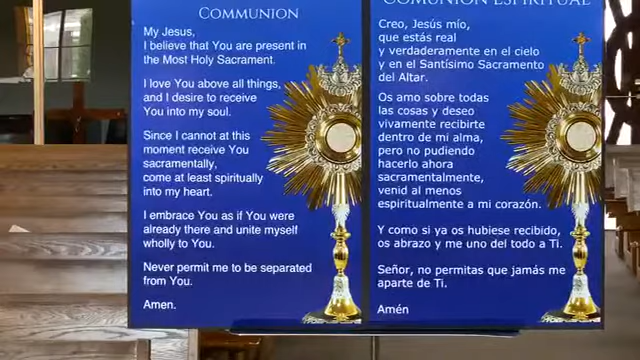 COMMUNION
My Jesus,
I believe that You are present in
the Most Holy Sacrament.
I love You above all things,
and I desire to receive
You into my soul.
Since I cannot at this
moment receive You
sacramentally,
come at least spiritually
into my heart.
I embrace You as if You were
already there and unite myself
wholly to You.
Never permit me to be separated
from You.
Amen.
COMUNIÓN ESPIRITUAL
Creo, Jesús mío,
que estás real
y verdaderamente en el cielo
y en el Santísimo Sacramento
del Altar.
Os amo sobre todas
las cosas y deseo
vivamente recibirte
dentro de mi alma,
pero no pudiendo
hacerlo ahora
sacramentalmente,
venid al menos
espiritualmente a mi corazón.
Y como si ya os hubiese recibido,
os abrazo y me uno del todo a Ti.
Señor, no permitas que jamás me
aparte de Ti.
Amén